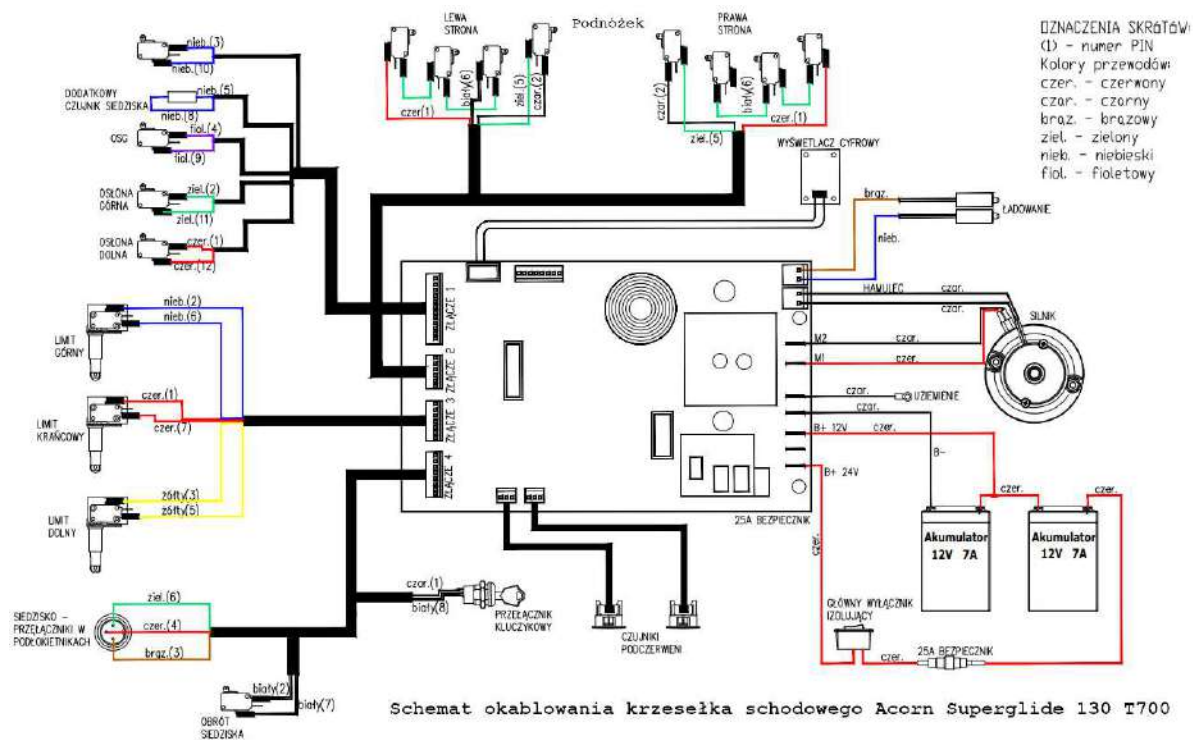 LEWA
STRONA
Podnóżek
PRAWA
STRONA
OZNACZENIA SKRÓTÓW:
(1) - numer PIN
Kolory przewodów:
czer. - czerwony
czar. - czarny
brąz. - brązowy
ziel. - zielony
nieb. - niebieski
fiol. - fioletowy
nieb.(3)
nieb.(10)
DODATKOWY
CZUJNIK SIEDZISKA
nieb.(5)
nieb.(8)
OSG
fiol.(4)
fiol.(9)
OSŁONA
GÓRNA
ziel.(2)
ziel.(11)
OSŁONA
DOLNA
czer.(1)
czer.(12)
czer(1)
biały(6)
ziel.(5)
czar.(2)
czar.(2)
ziel.(5)
biały(6)
czer.(1)
WYŚWIETLACZ CYFROWY
brąz.
nieb.
ŁADOWANIE
HAMULEC
czar.
czar.
SILNIK
M2
czar.
M1
czer.
czar.
UZIEMIENIE
czar.
B+ 12V
czer.
B-
B+ 24V
ZŁĄCZE 1
ZŁĄCZE 2
ZŁĄCZE 3
ZŁĄCZE 4
LIMIT
GÓRNY
nieb.(2)
nieb.(6)
LIMIT
KRAŃCOWY
czer.(1)
czer.(7)
LIMIT
DOLNY
żółty(3)
żółty(5)
25A BEZPIECZNIK
czer.
czer.
czer.
Akumulator
12V 7A
Akumulator
12V 7A
SIEDZISKO -
PRZEŁĄCZNIKI W
PODŁOKIETNIKACH
ziel.(6)
czer.(4)
brąz.(3)
czar.(1)
biały(8)
PRZEŁĄCZNIK
KLUCZYKOWY
CZUJNIKI
PODCZERWIENI
GŁÓWNY WYŁĄCZNIK
IZOLUJĄCY
czer.
25A BEZPIECZNIK
OBRÓT
SIEDZISKA
biały(2)
biały(7)
Schemat okablowania krzesełka schodowego Acorn Superglide 130 T700